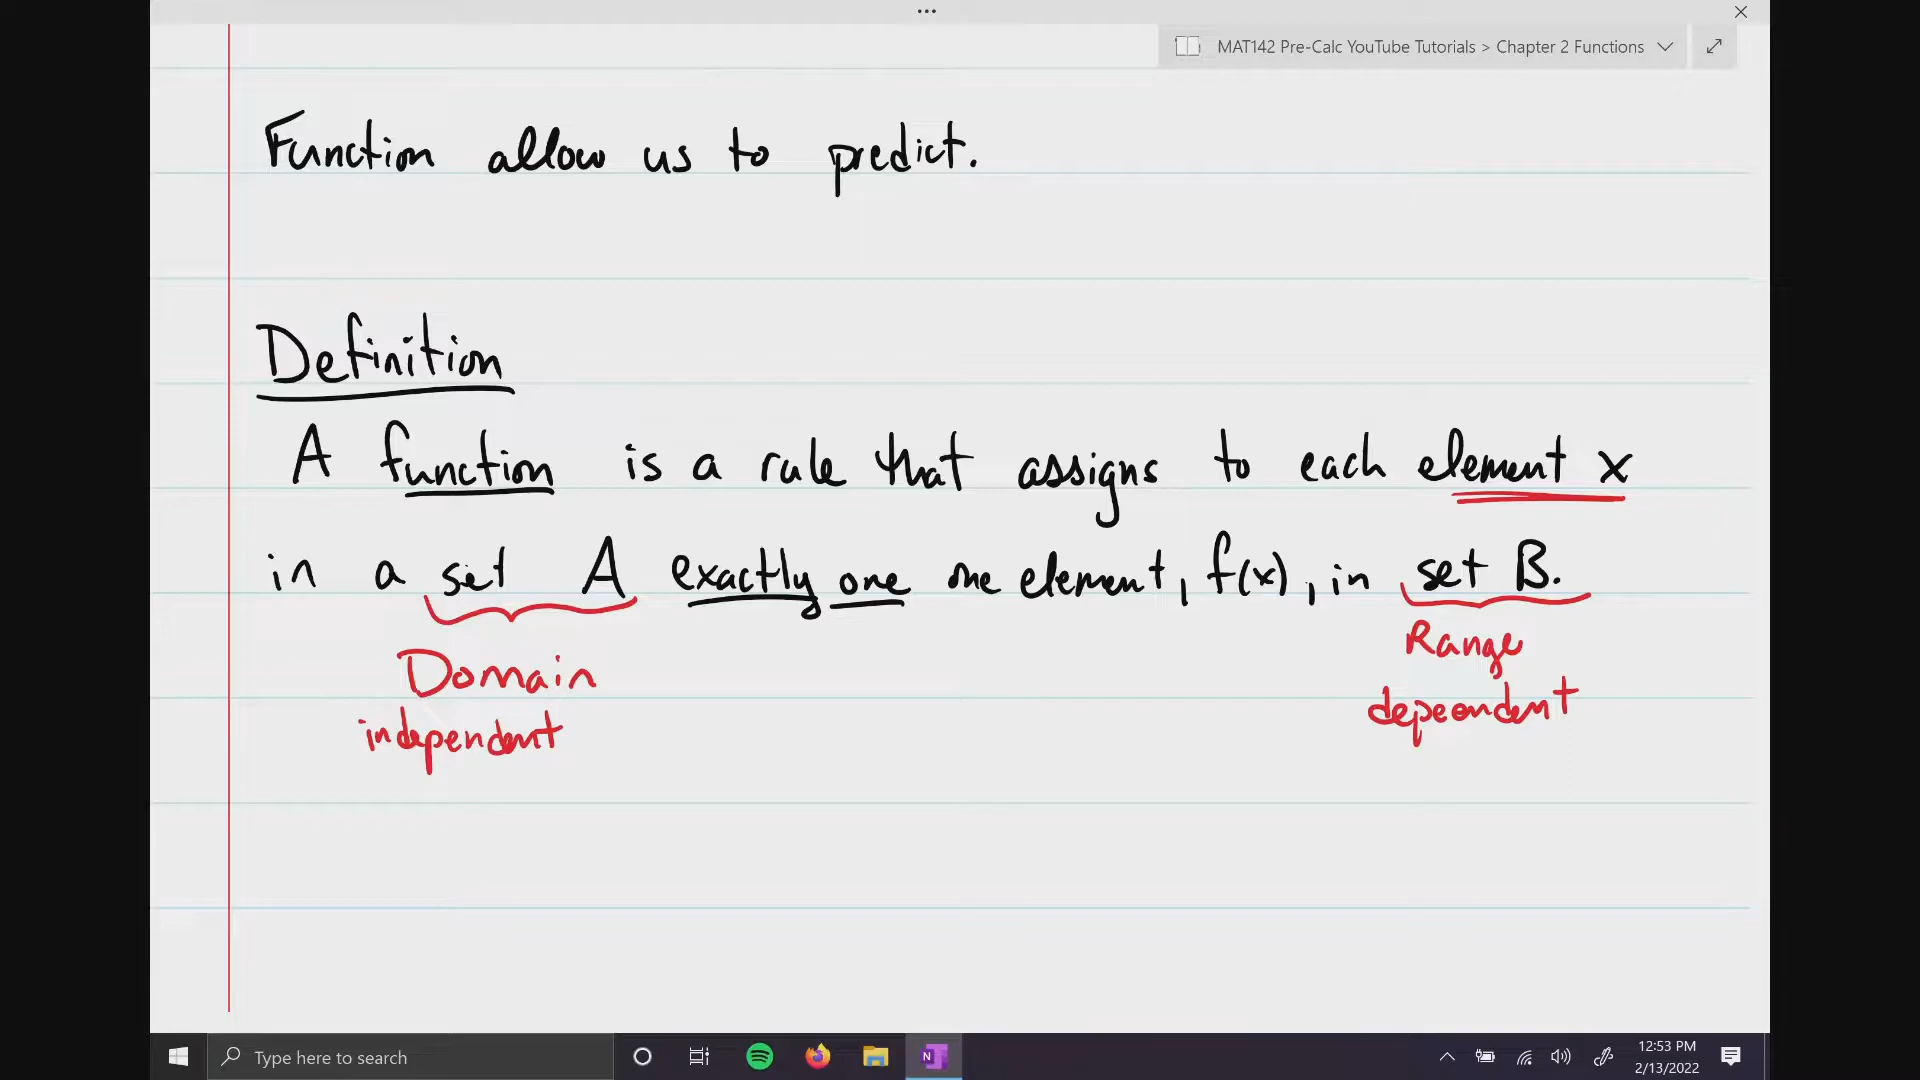 ...
MAT142 Pre-Calc YouTube Tutorials > Chapter 2 Functions
Function allow us to predict.
Definition
A function is a rule that assigns to each element x
in a set A exactly one one element, f(x), in set B.
Domain
independent
Range
depeondent
Type here to search
12:53 PM
2/13/2022